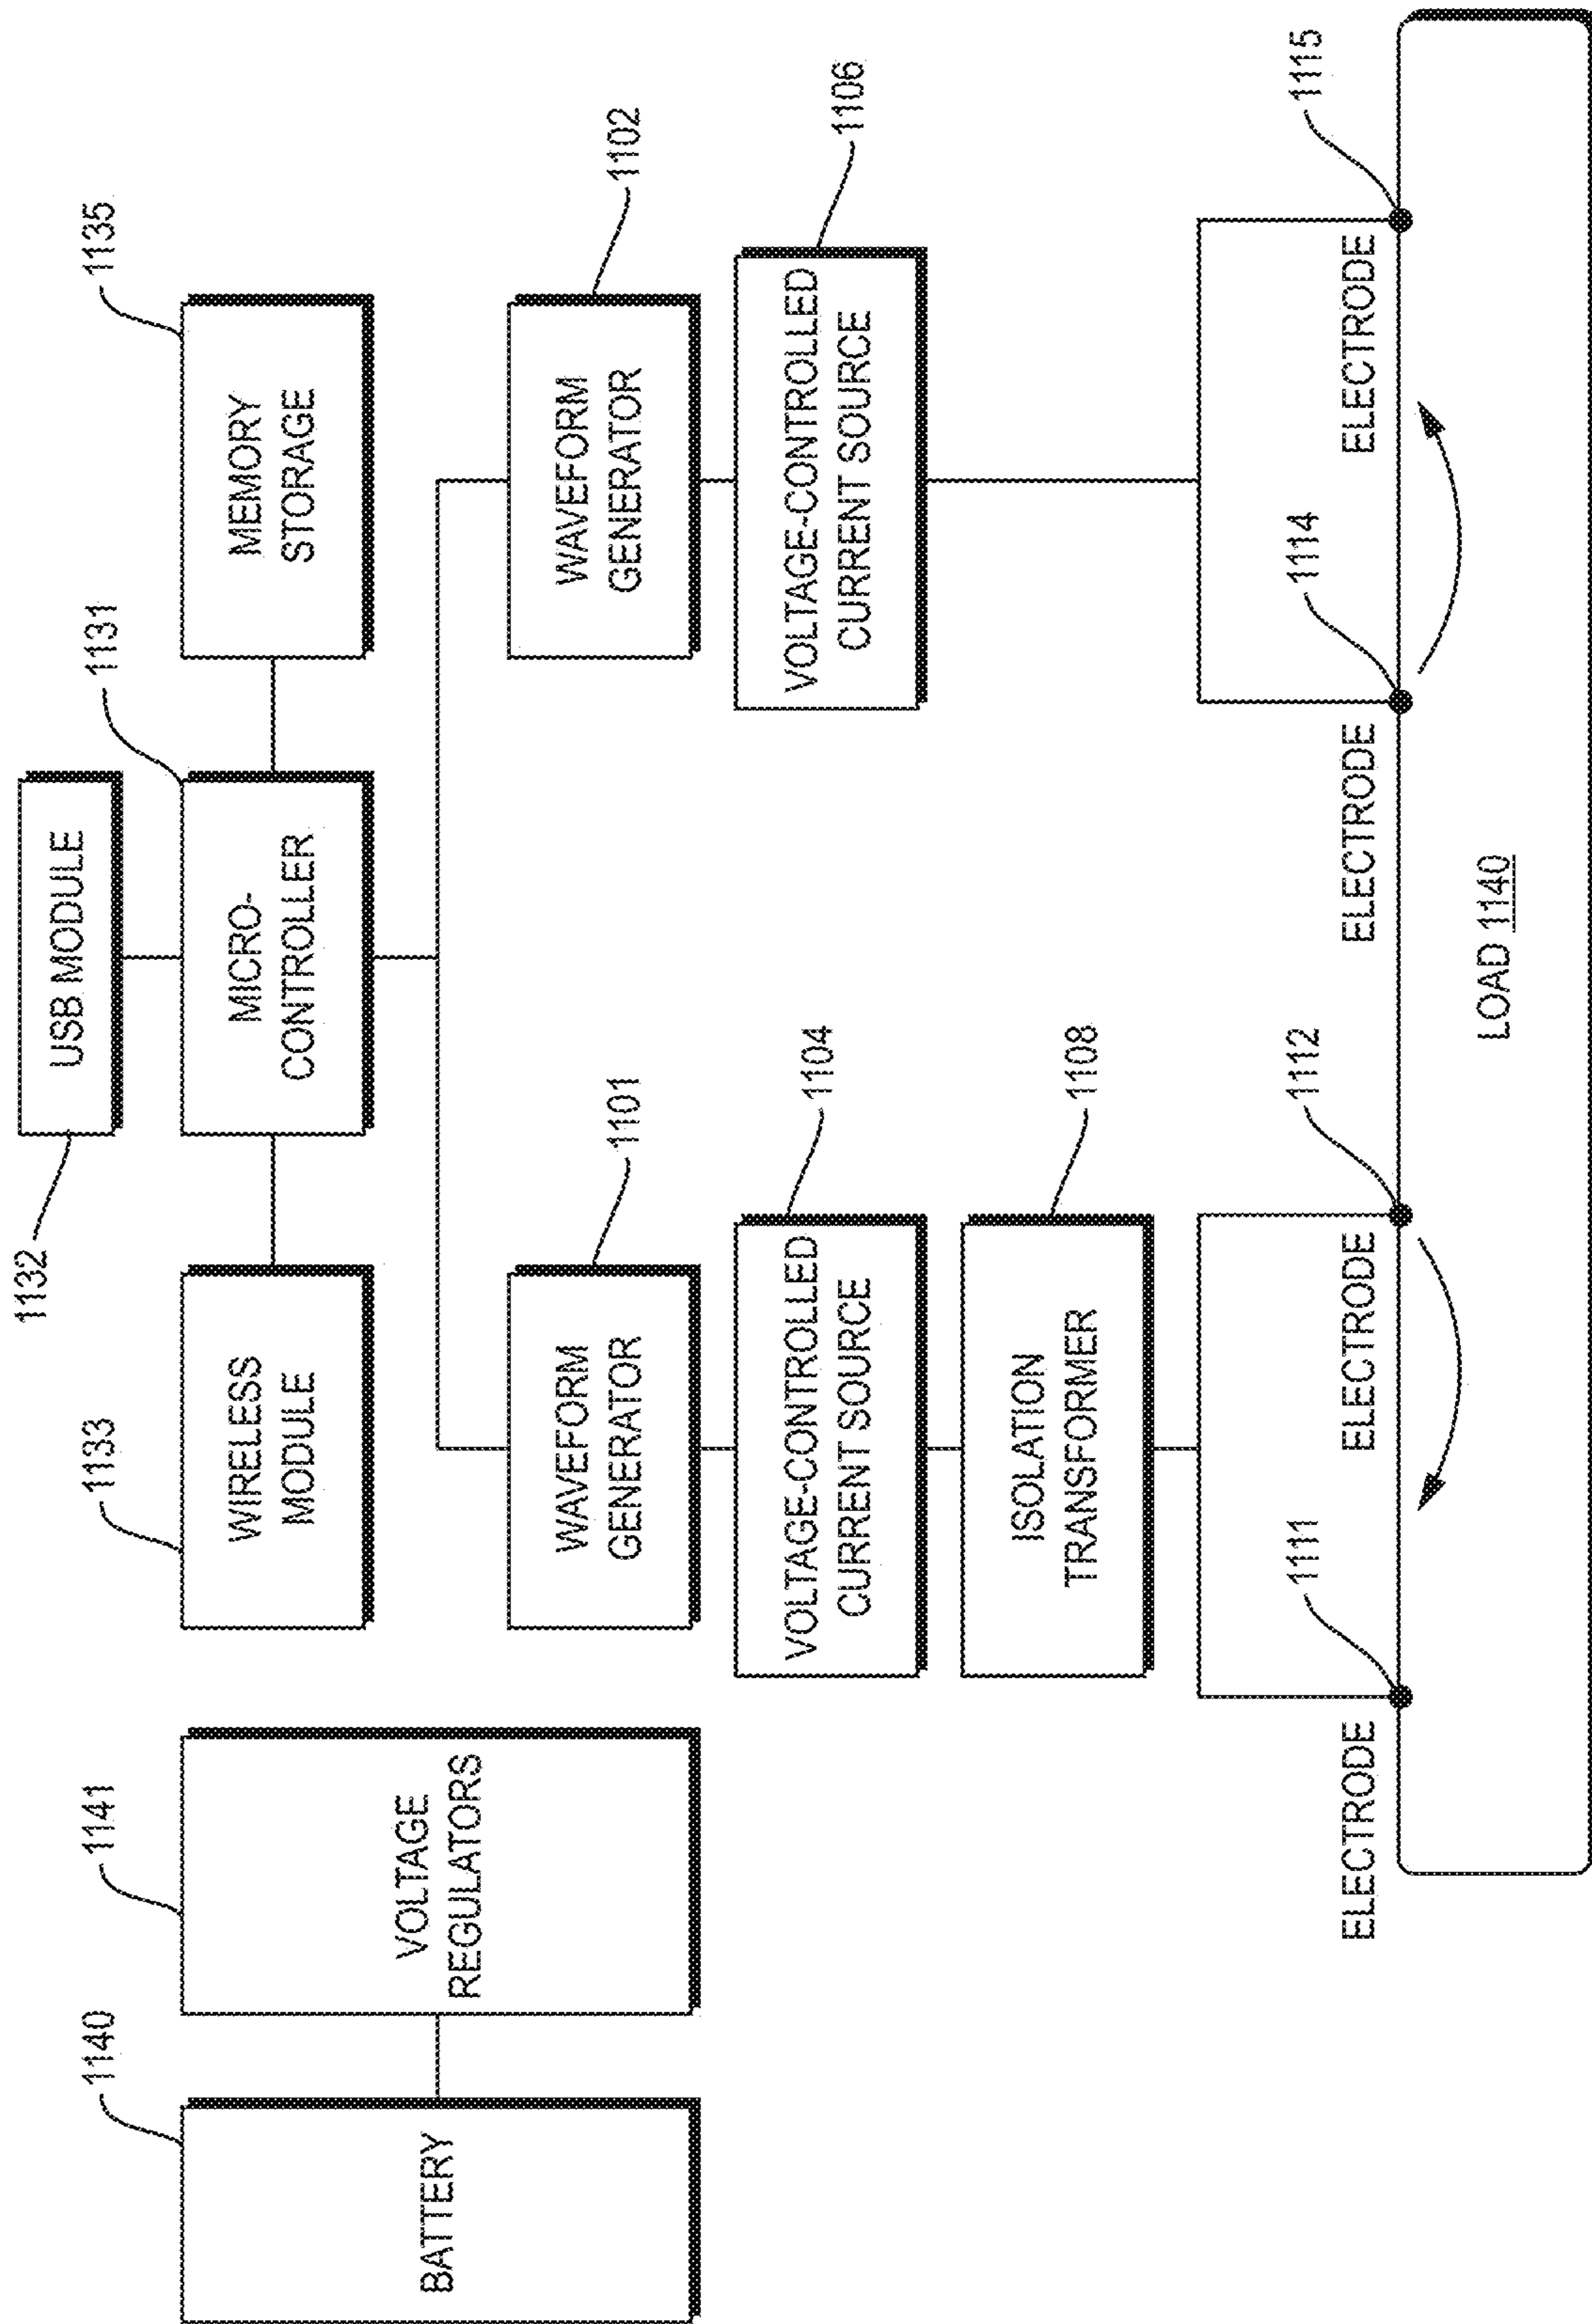 1132
USB MODULE
1133
1131
1135
WIRELESS
MODULE
MICRO-
CONTROLLER
MEMORY
STORAGE
1140
1141
BATTERY
VOLTAGE
REGULATORS
1101
1102
WAVEFORM
GENERATOR
WAVEFORM
GENERATOR
1104
1106
VOLTAGE-CONTROLLED
CURRENT SOURCE
VOLTAGE-CONTROLLED
CURRENT SOURCE
1108
ISOLATION
TRANSFORMER
1111
1112
1114
1115
ELECTRODE
ELECTRODE
ELECTRODE
ELECTRODE
LOAD 1140